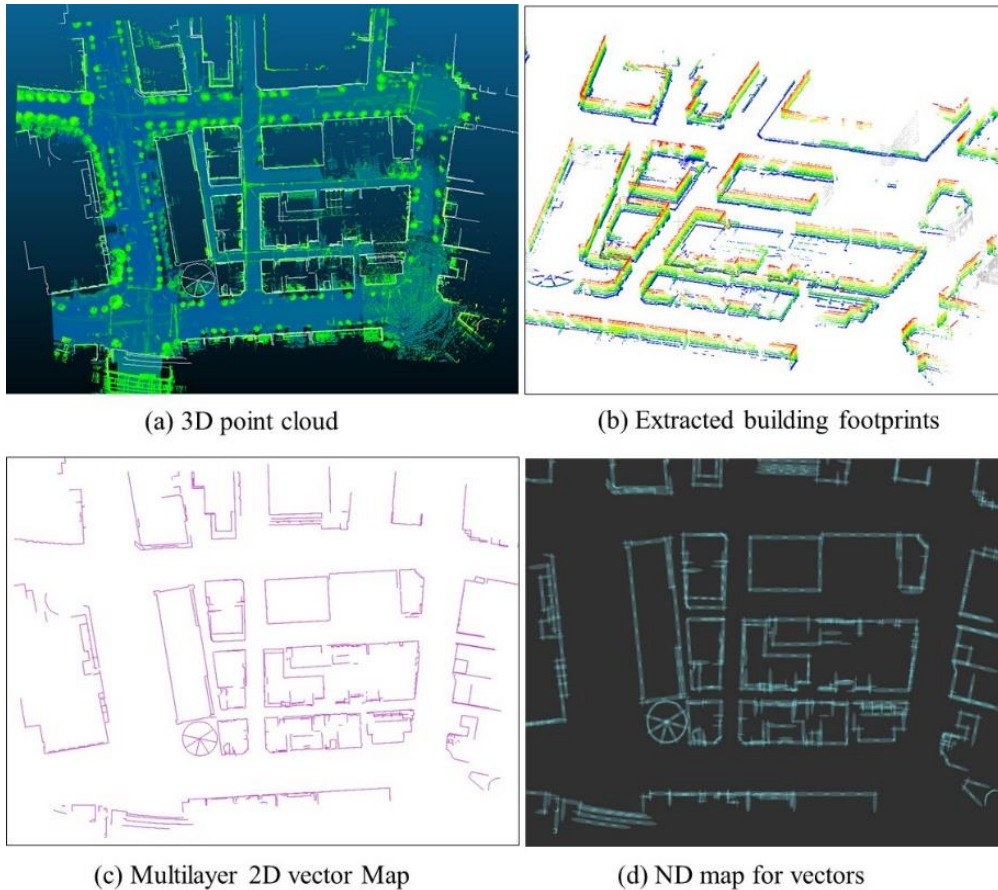 (a) 3D point cloud
(b) Extracted building footprints
(c) Multilayer 2D vector Map
(d) ND map for vectors